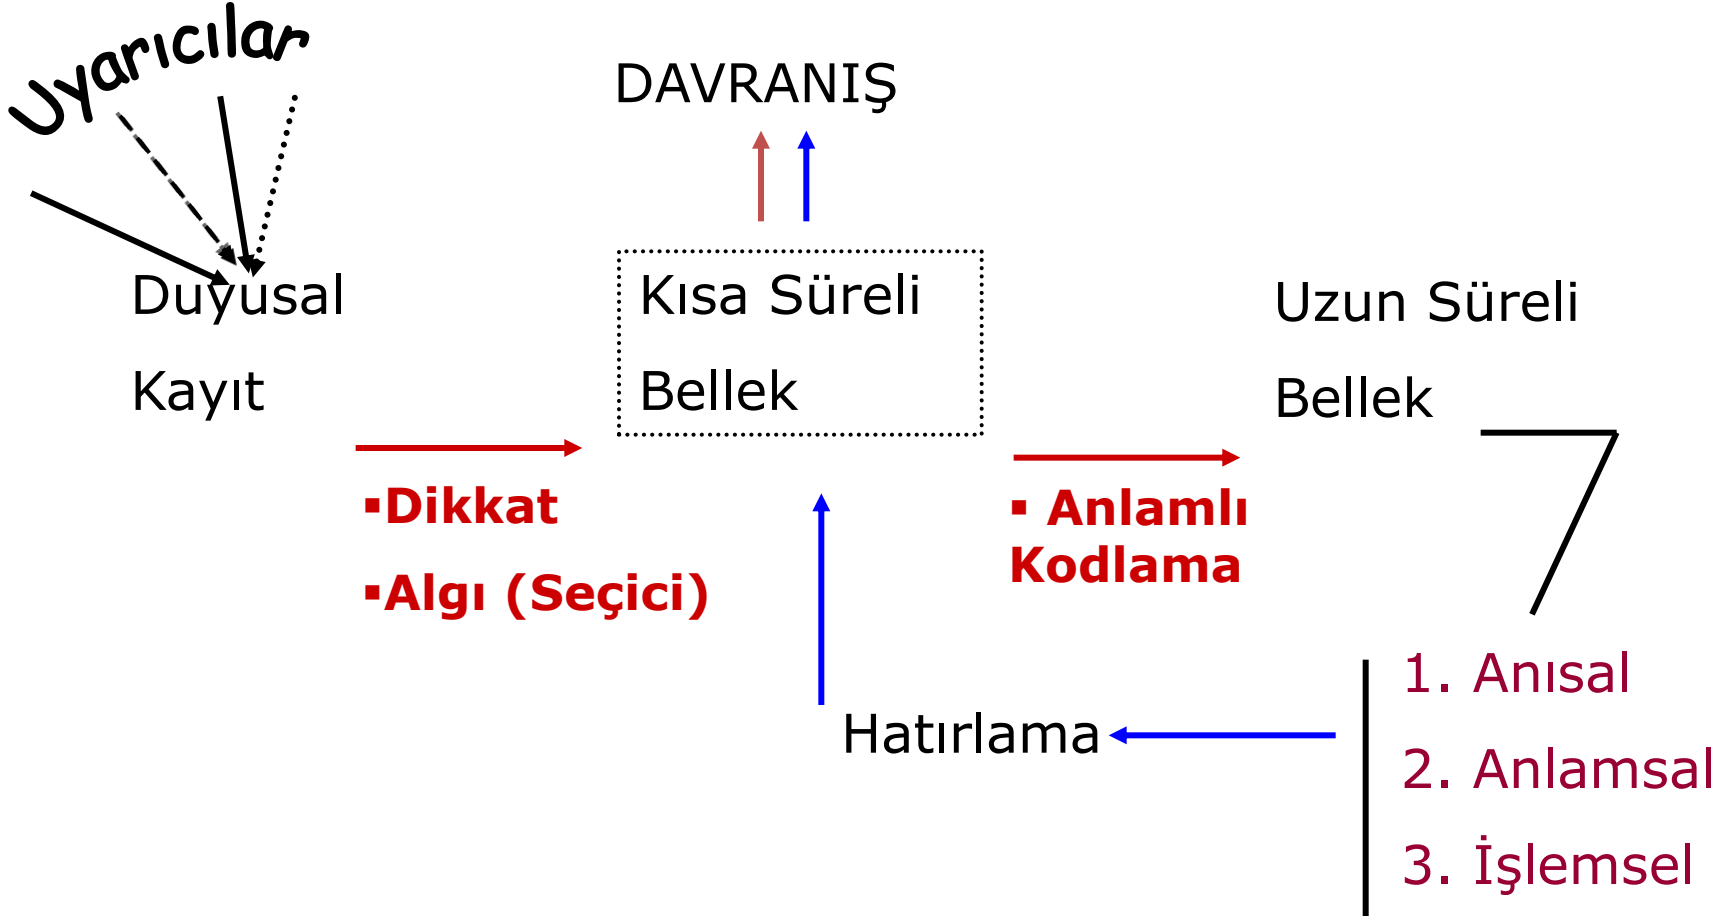 Uyarıcılar
DAVRANIŞ
Duyusal
Kayıt
Kısa Süreli
Bellek
Uzun Süreli
Bellek
▪Dikkat
▪Algı (Seçici)
▪ Anlamlı
Kodlama
Hatırlama
1. Anısal
2. Anlamsal
3. İşlemsel